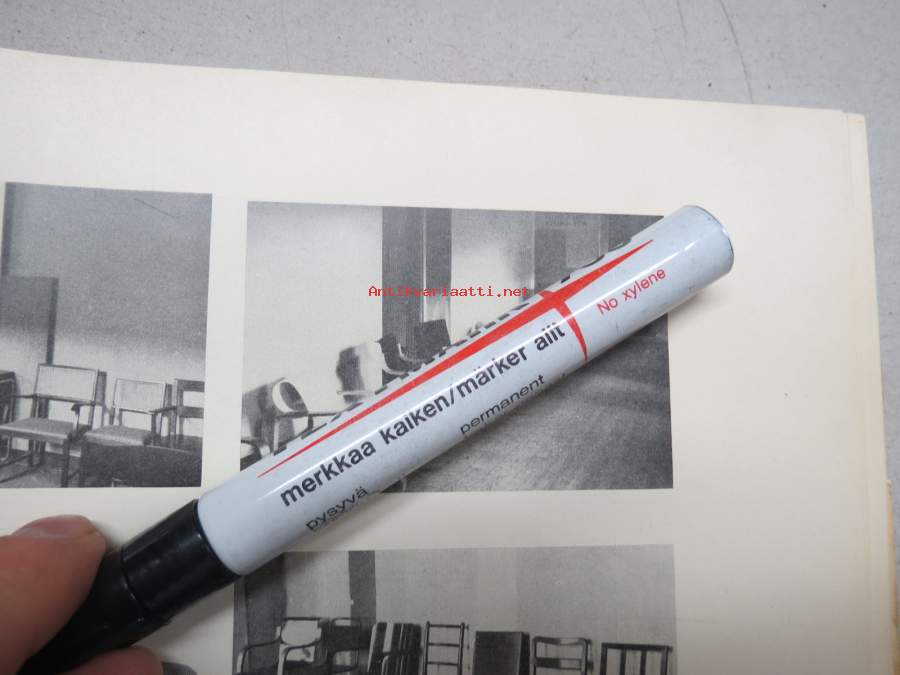 Antikvariaatti.net
No xylene
merkkaa kaiken/märker allt
permanent
pysyvä